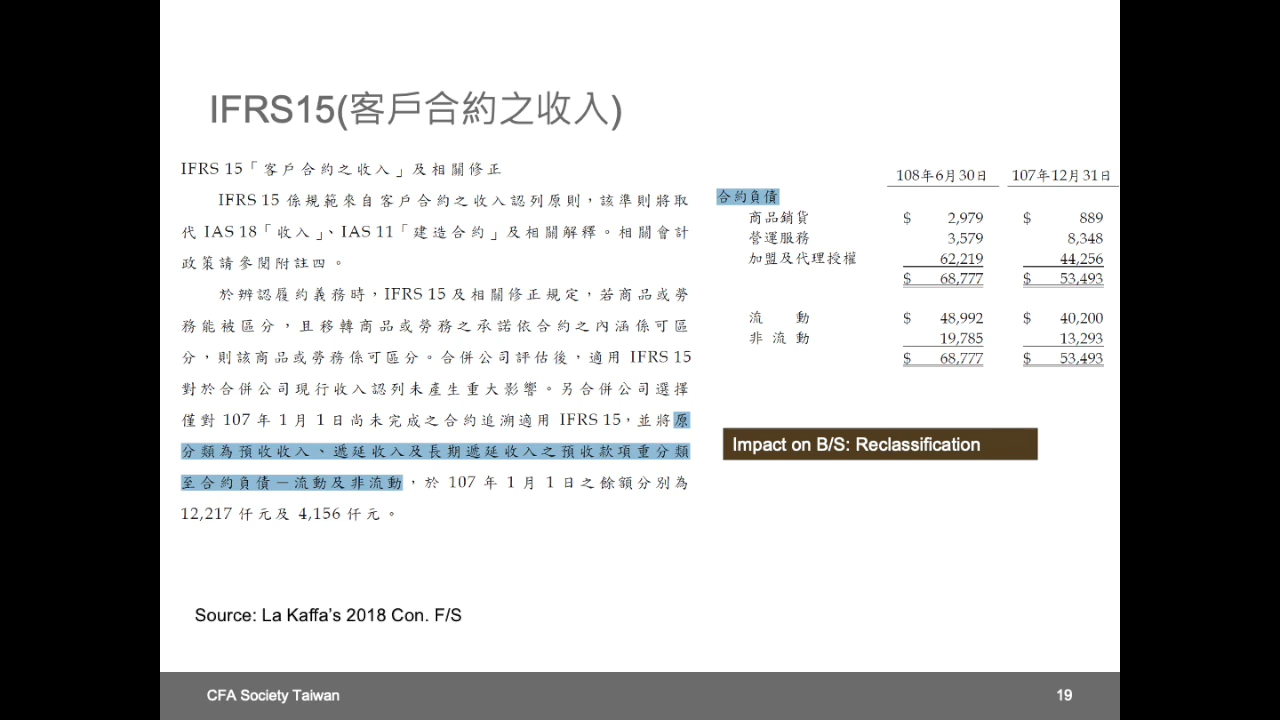 IFRS15(客戶合約之收入)
IFRS 15「客戶合約之收入」及相關修正
IFRS 15 係規範來自客戶合約之收入認列原則，該準則將取
代 IAS 18「收入」、IAS 11「建造合約」及相關解釋。相關會計
政策請參閱附註四。
於辨認履約義務時，IFRS 15 及相關修正規定，若商品或勞
務能被區分，且移轉商品或勞務之承諾依合約之內涵係可區
分，則該商品或勞務係可區分。合併公司評估後，適用 IFRS 15
對於合併公司現行收入認列未產生重大影響。另合併公司選擇
僅對 107 年 1 月 1 日尚未完成之合約追溯適用 IFRS 15，並將原
分類為預收收入、遞延收入及長期遞延收入之預收款項重分類
至合約負債－流動及非流動，於 107 年 1 月 1 日之餘額分別為
12,217 仟元及 4,156 仟元。
108年6月30日 107年12月31日
合約負債
商品銷貨 $ 2,979 $ 889
營運服務 3,579 8,348
加盟及代理授權 62,219 44,256
$ 68,777 $ 53,493
流 動 $ 48,992 $ 40,200
非 流 動 19,785 13,293
$ 68,777 $ 53,493
Impact on B/S: Reclassification
Source: La Kaffa's 2018 Con. F/S
CFA Society Taiwan 19